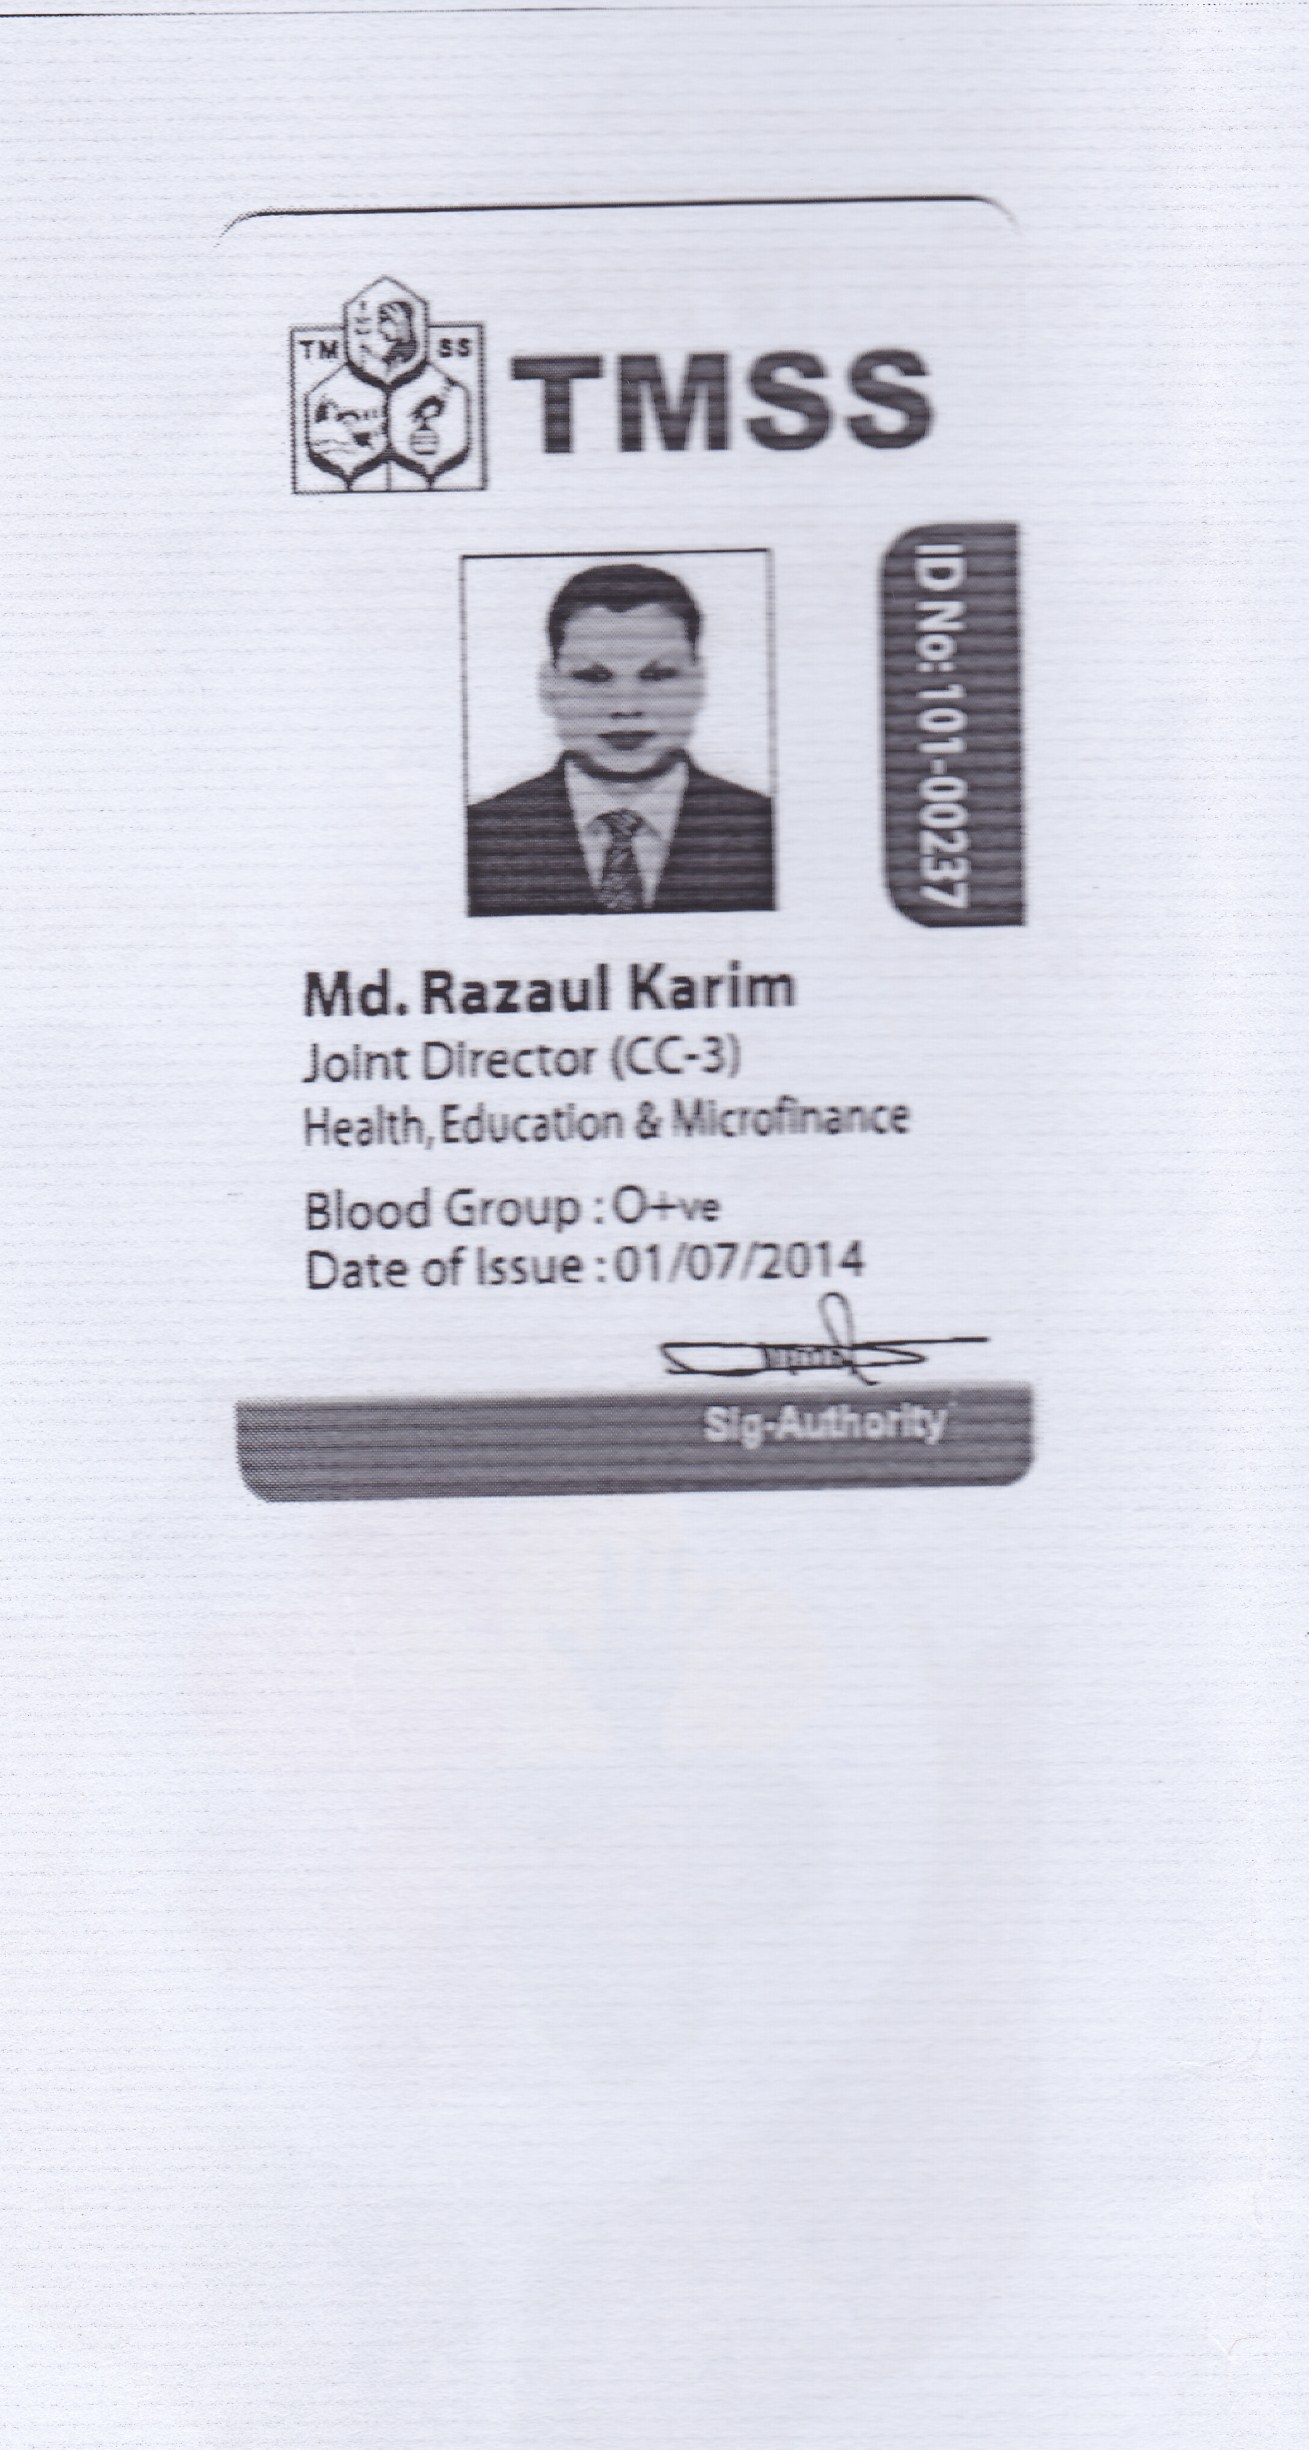 TM SS
TMSS
ID No: 101-00237
Md. Razaul Karim
Joint Director (CC-3)
Health, Education & Microfinance
Blood Group : O+ve
Date of Issue : 01/07/2014
Sig-Authority